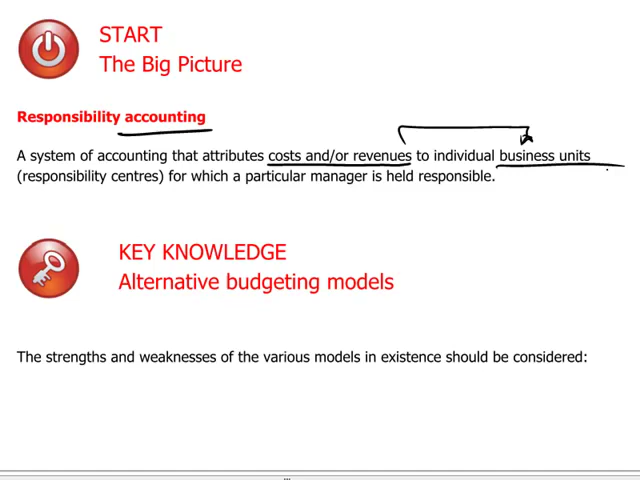 START
The Big Picture
Responsibility accounting
A system of accounting that attributes costs and/or revenues to individual business units
(responsibility centres) for which a particular manager is held responsible.
KEY KNOWLEDGE
Alternative budgeting models
The strengths and weaknesses of the various models in existence should be considered: